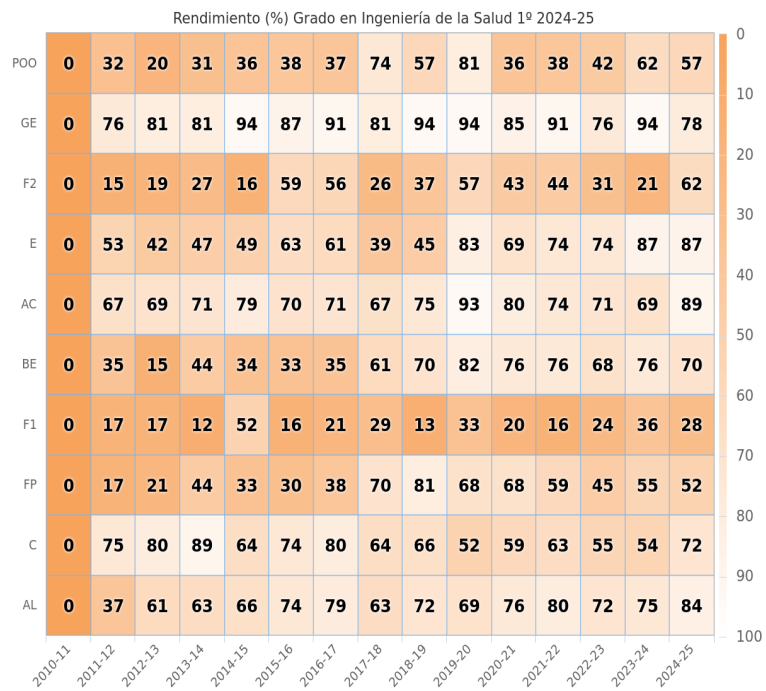 Rendimiento (%) Grado en Ingeniería de la Salud 1º 2024-25
POO 0 32 20 31 36 38 37 74 57 81 36 38 42 62 57
GE 0 76 81 81 94 87 91 81 94 94 85 91 76 94 78
F2 0 15 19 27 16 59 56 26 37 57 43 44 31 21 62
E 0 53 42 47 49 63 61 39 45 83 69 74 74 87 87
AC 0 67 69 71 79 70 71 67 75 93 80 74 71 69 89
BE 0 35 15 44 34 33 35 61 70 82 76 76 68 76 70
F1 0 17 17 12 52 16 21 29 13 33 20 16 24 36 28
FP 0 17 21 44 33 30 38 70 81 68 68 59 45 55 52
C 0 75 80 89 64 74 80 64 66 52 59 63 55 54 72
AL 0 37 61 63 66 74 79 63 72 69 76 80 72 75 84
2010-11 2011-12 2012-13 2013-14 2014-15 2015-16 2016-17 2017-18 2018-19 2019-20 2020-21 2021-22 2022-23 2023-24 2024-25
0
10
20
30
40
50
60
70
80
90
100